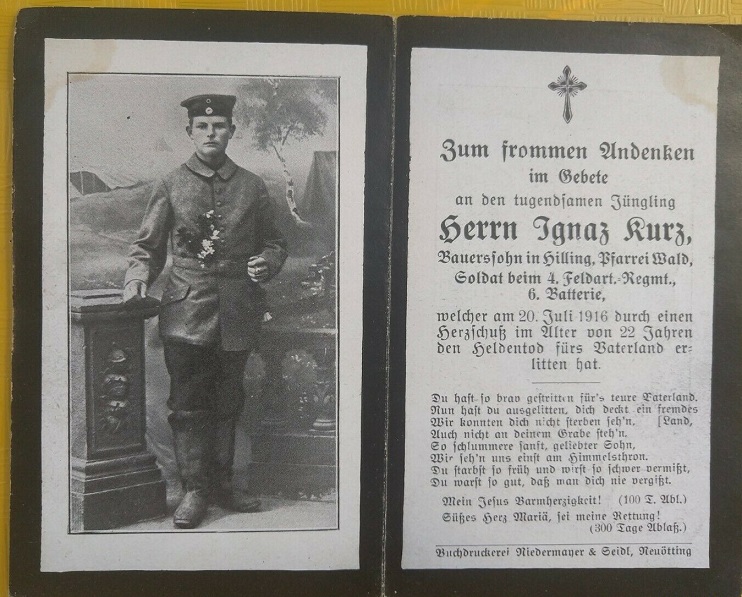 Zum frommen Andenken
im Gebete
an den tugendsamen Jüngling
Herrn Ignaz Kurz,
Bauerssohn in Hilling, Pfarrei Wald,
Soldat beim 4. Feldart.-Regmt.,
6. Batterie,
welcher am 20. Juli 1916 durch einen
Herzschuß im Alter von 22 Jahren
den Heldentod fürs Vaterland er-
litten hat.
Du hast so brav gestritten für's teure Vaterland.
Nun hast du ausgelitten, dich deckt ein fremdes
Wir konnten dich nicht sterben seh'n. [Land,
Auch nicht an deinem Grabe steh'n.
So schlummere sanft, geliebter Sohn,
Wir seh'n uns einst am Himmelsthron.
Du starbst so früh und wirst so schwer vermißt,
Du warst so gut, daß man dich nie vergißt.
Mein Jesus Barmherzigkeit! (100 T. Abl.)
Süßes Herz Mariä, sei meine Rettung!
(300 Tage Ablaß.)
Buchdruckerei Niedermayer & Seidl, Neuötting